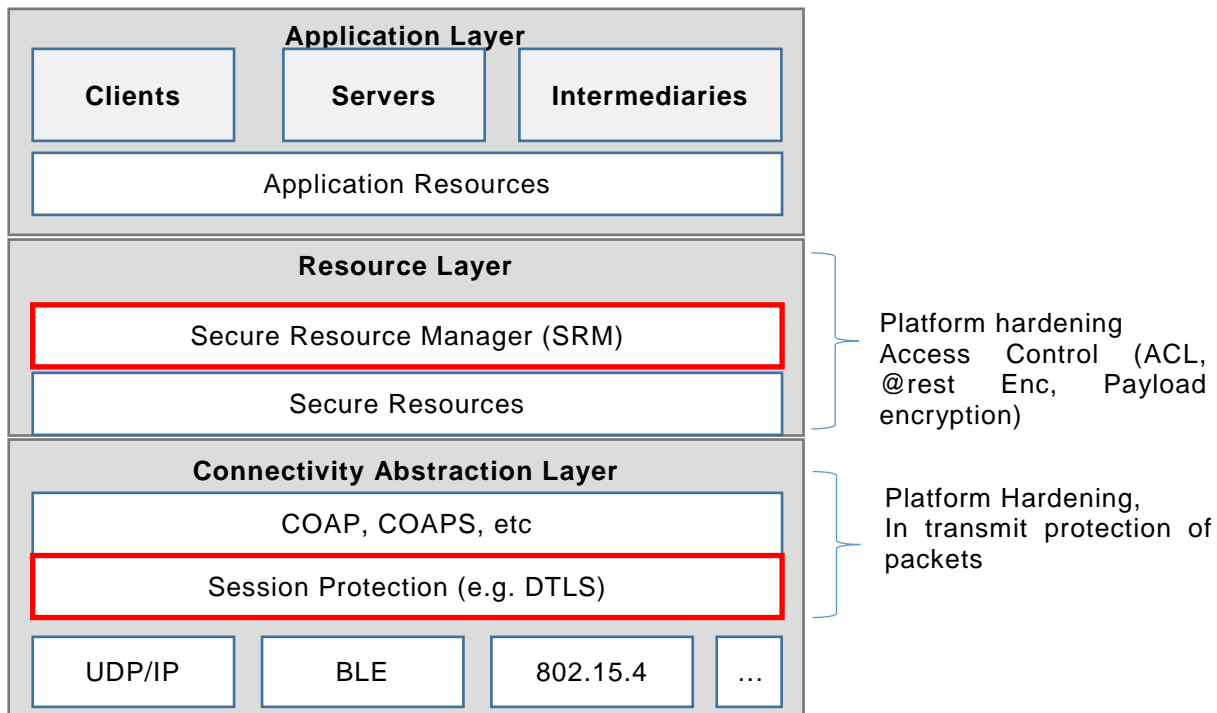 Application Layer
Clients
Servers
Intermediaries
Application Resources
Resource Layer
Secure Resource Manager (SRM)
Secure Resources
Platform hardening
Access Control (ACL,
@rest Enc, Payload
encryption)
Connectivity Abstraction Layer
COAP, COAPS, etc
Session Protection (e.g. DTLS)
Platform Hardening,
In transmit protection of
packets
UDP/IP
BLE
802.15.4
…